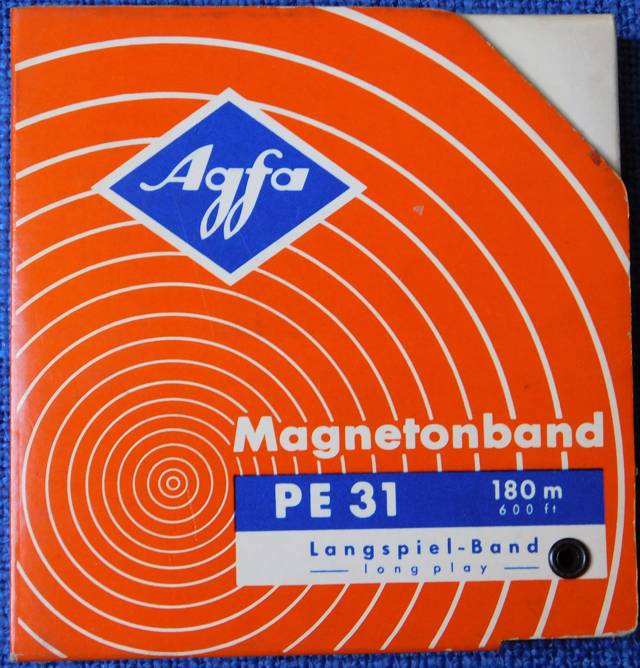 Agfa
Magnetonband
PE 31 180 m
600 ft
Langspiel-Band
long play